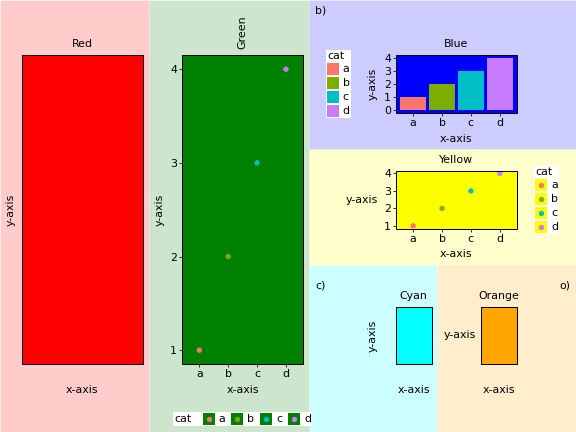 Red
y-axis
x-axis
Green
y-axis
4
3
2
1
a b c d
x-axis
cat a b c d
b)
cat
a
b
c
d
Blue
y-axis
4
3
2
1
0
a b c d
x-axis
Yellow
y-axis
4
3
2
1
a b c d
x-axis
cat
a
b
c
d
c)
Cyan
y-axis
x-axis
o)
Orange
y-axis
x-axis